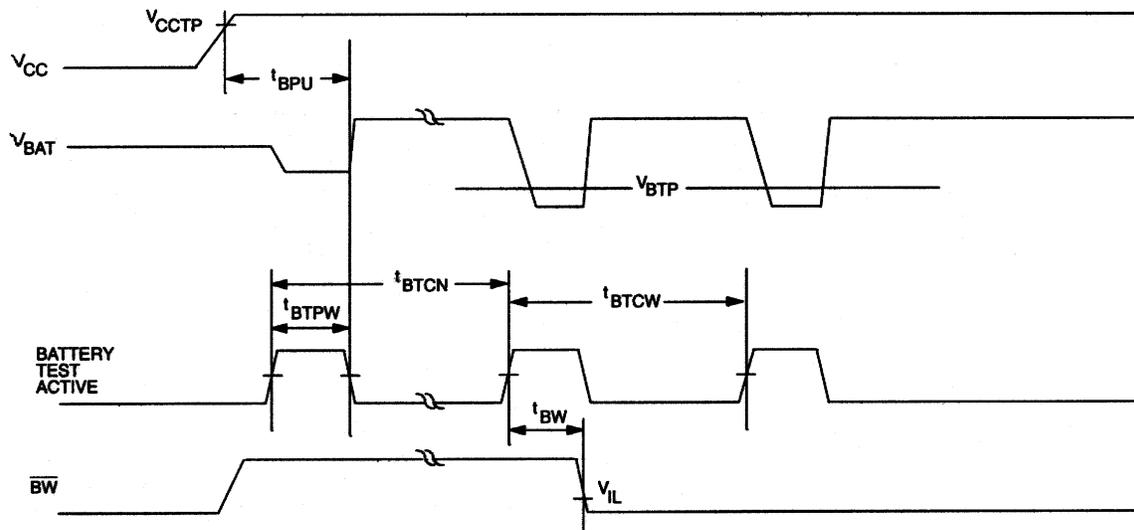 VCCTP
VCC
tBPU
VBAT
VBTP
tBTCN
tBTCW
tBTPW
BATTERY
TEST
ACTIVE
tBW
BW
VIL